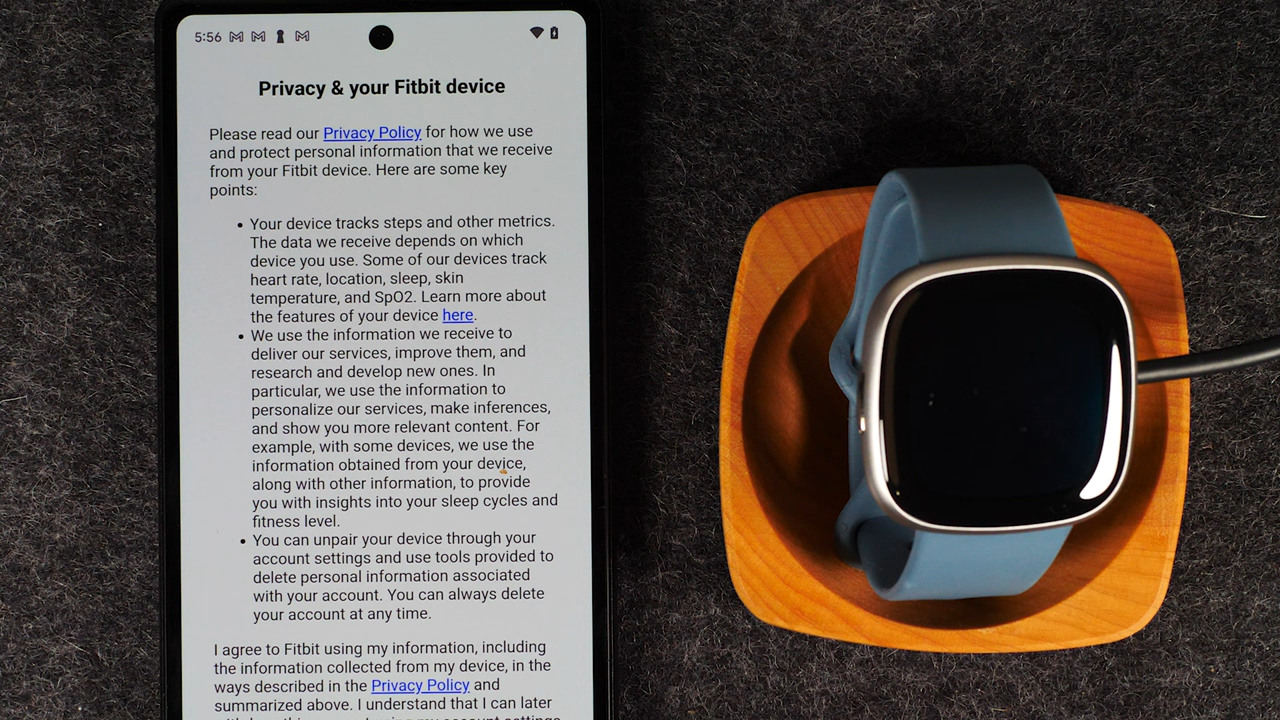 5:56
Privacy & your Fitbit device
Please read our Privacy Policy for how we use
and protect personal information that we receive
from your Fitbit device. Here are some key
points:
• Your device tracks steps and other metrics.
The data we receive depends on which
device you use. Some of our devices track
heart rate, location, sleep, skin
temperature, and SpO2. Learn more about
the features of your device here.
• We use the information we receive to
deliver our services, improve them, and
research and develop new ones. In
particular, we use the information to
personalize our services, make inferences,
and show you more relevant content. For
example, with some devices, we use the
information obtained from your device,
along with other information, to provide
you with insights into your sleep cycles and
fitness level.
• You can unpair your device through your
account settings and use tools provided to
delete personal information associated
with your account. You can always delete
your account at any time.
I agree to Fitbit using my information, including
the information collected from my device, in the
ways described in the Privacy Policy and
summarized above. I understand that I can later